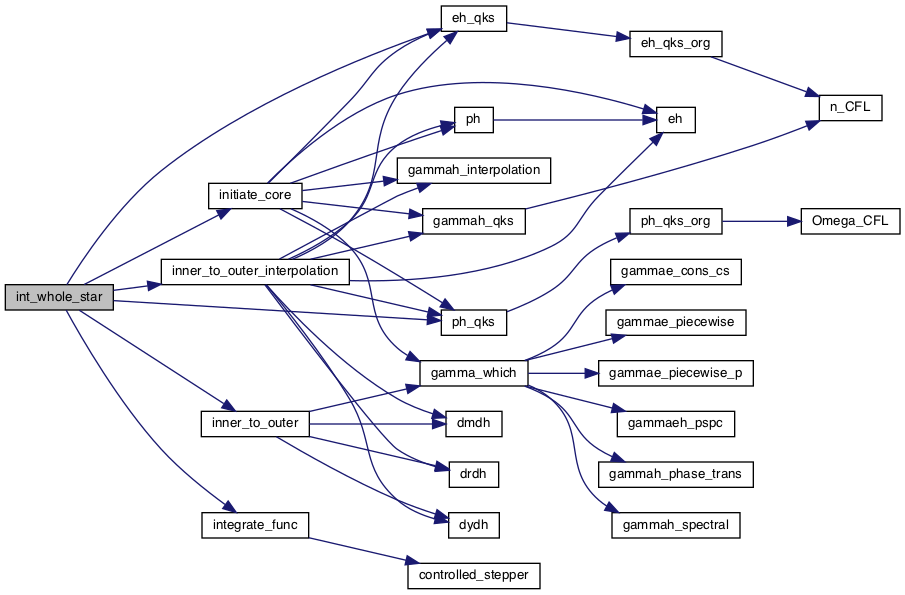 eh_qks
eh_qks_org
n_CFL
ph
eh
gammah_interpolation
initiate_core
gammah_qks
ph_qks_org
Omega_CFL
inner_to_outer_interpolation
gammae_cons_cs
int_whole_star
ph_qks
gammae_piecewise
gamma_which
gammae_piecewise_p
inner_to_outer
dmdh
gammaeh_pspc
drdh
gammah_phase_trans
integrate_func
dydh
gammah_spectral
controlled_stepper